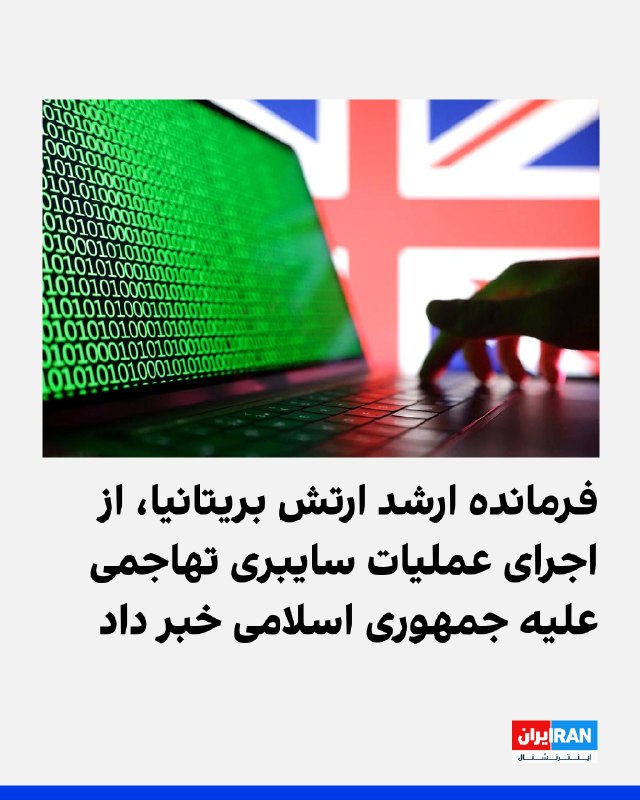 فرمانده ارشد ارتش بریتانیا، از
اجرای عملیات سایبری تهاجمی
علیه جمهوری اسلامی خبر داد
ایران IRAN
اینترنشنال